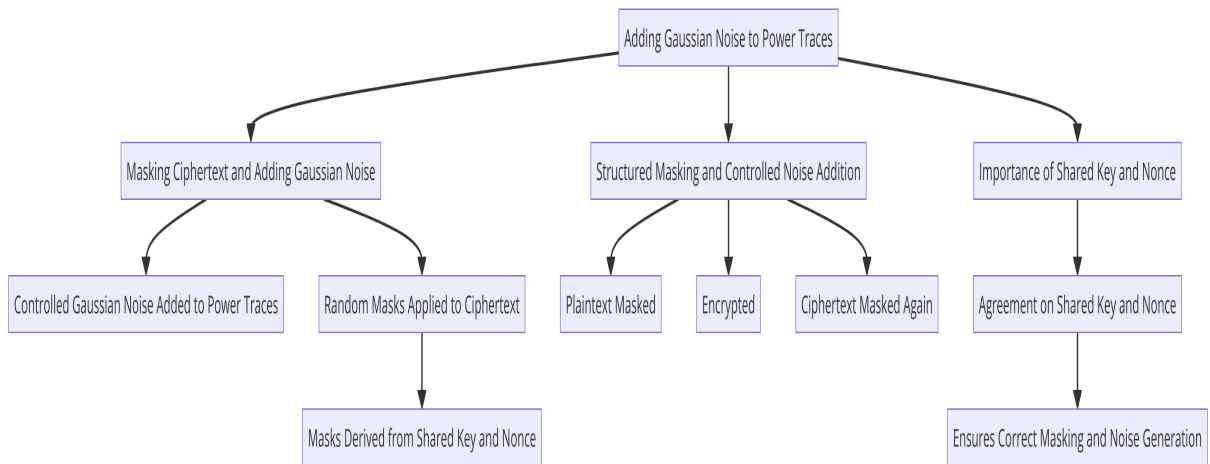 Adding Gaussian Noise to Power Traces
Masking Ciphertext and Adding Gaussian Noise
Structured Masking and Controlled Noise Addition
Importance of Shared Key and Nonce
Controlled Gaussian Noise Added to Power Traces
Random Masks Applied to Ciphertext
Plaintext Masked
Encrypted
Ciphertext Masked Again
Agreement on Shared Key and Nonce
Masks Derived from Shared Key and Nonce
Ensures Correct Masking and Noise Generation